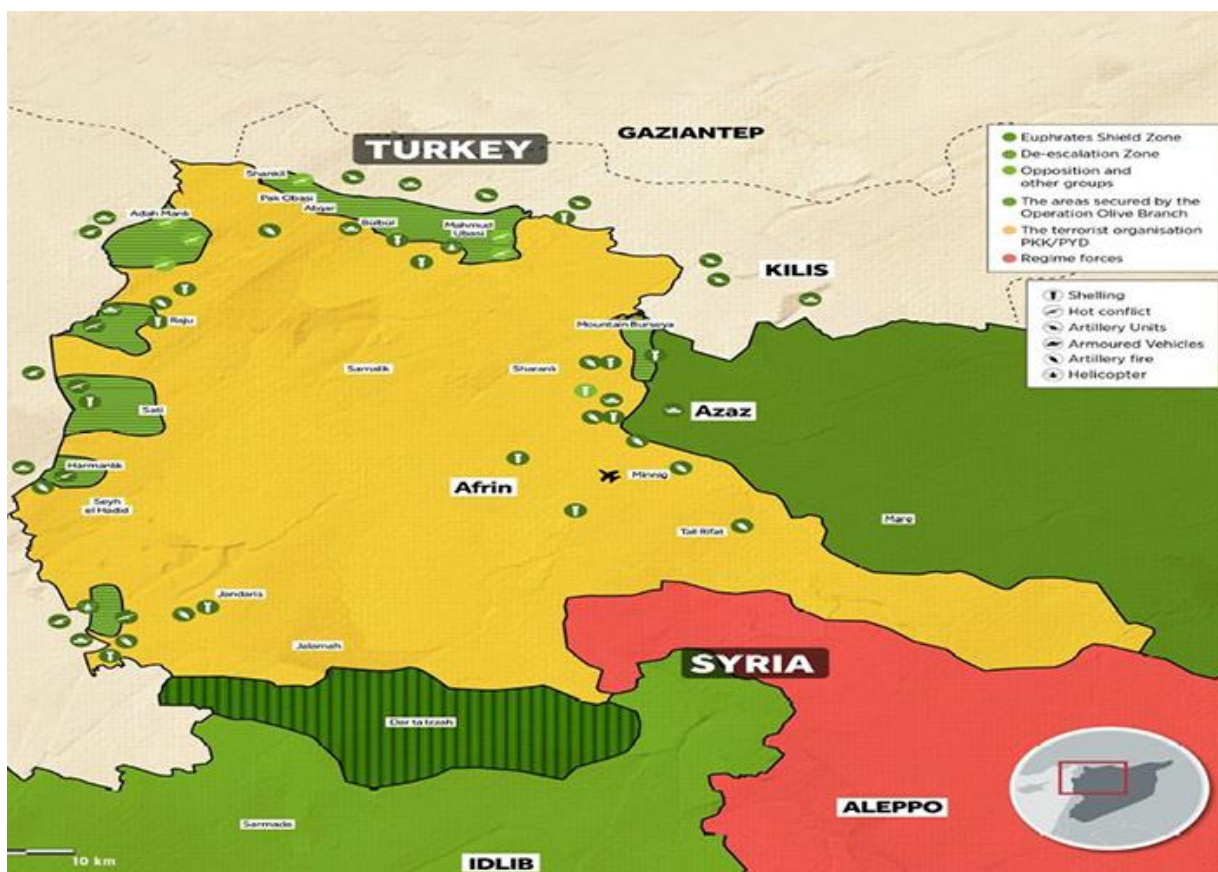 GAZIANTEP
TURKEY
Shankil
Pak Obasi
Aligar
Adah Manli
Bulbul
Mahmud
Ubasi
KILIS
Raju
Mountain Burseya
Samalik
Sharanli
Sati
Azaz
Harmanlik
Afrin
Minnig
Seyh
el Hadid
Mare
Tall Rifat
Jandaris
Jalamah
SYRIA
Dar ta Izzah
ALEPPO
Sarmada
10 km
IDLIB
Euphrates Shield Zone
De-escalation Zone
Opposition and
other groups
The areas secured by the
Operation Olive Branch
The terrorist organisation
PKK/PYD
Regime forces
Shelling
Hot conflict
Artillery Units
Armoured Vehicles
Artillery fire
Helicopter